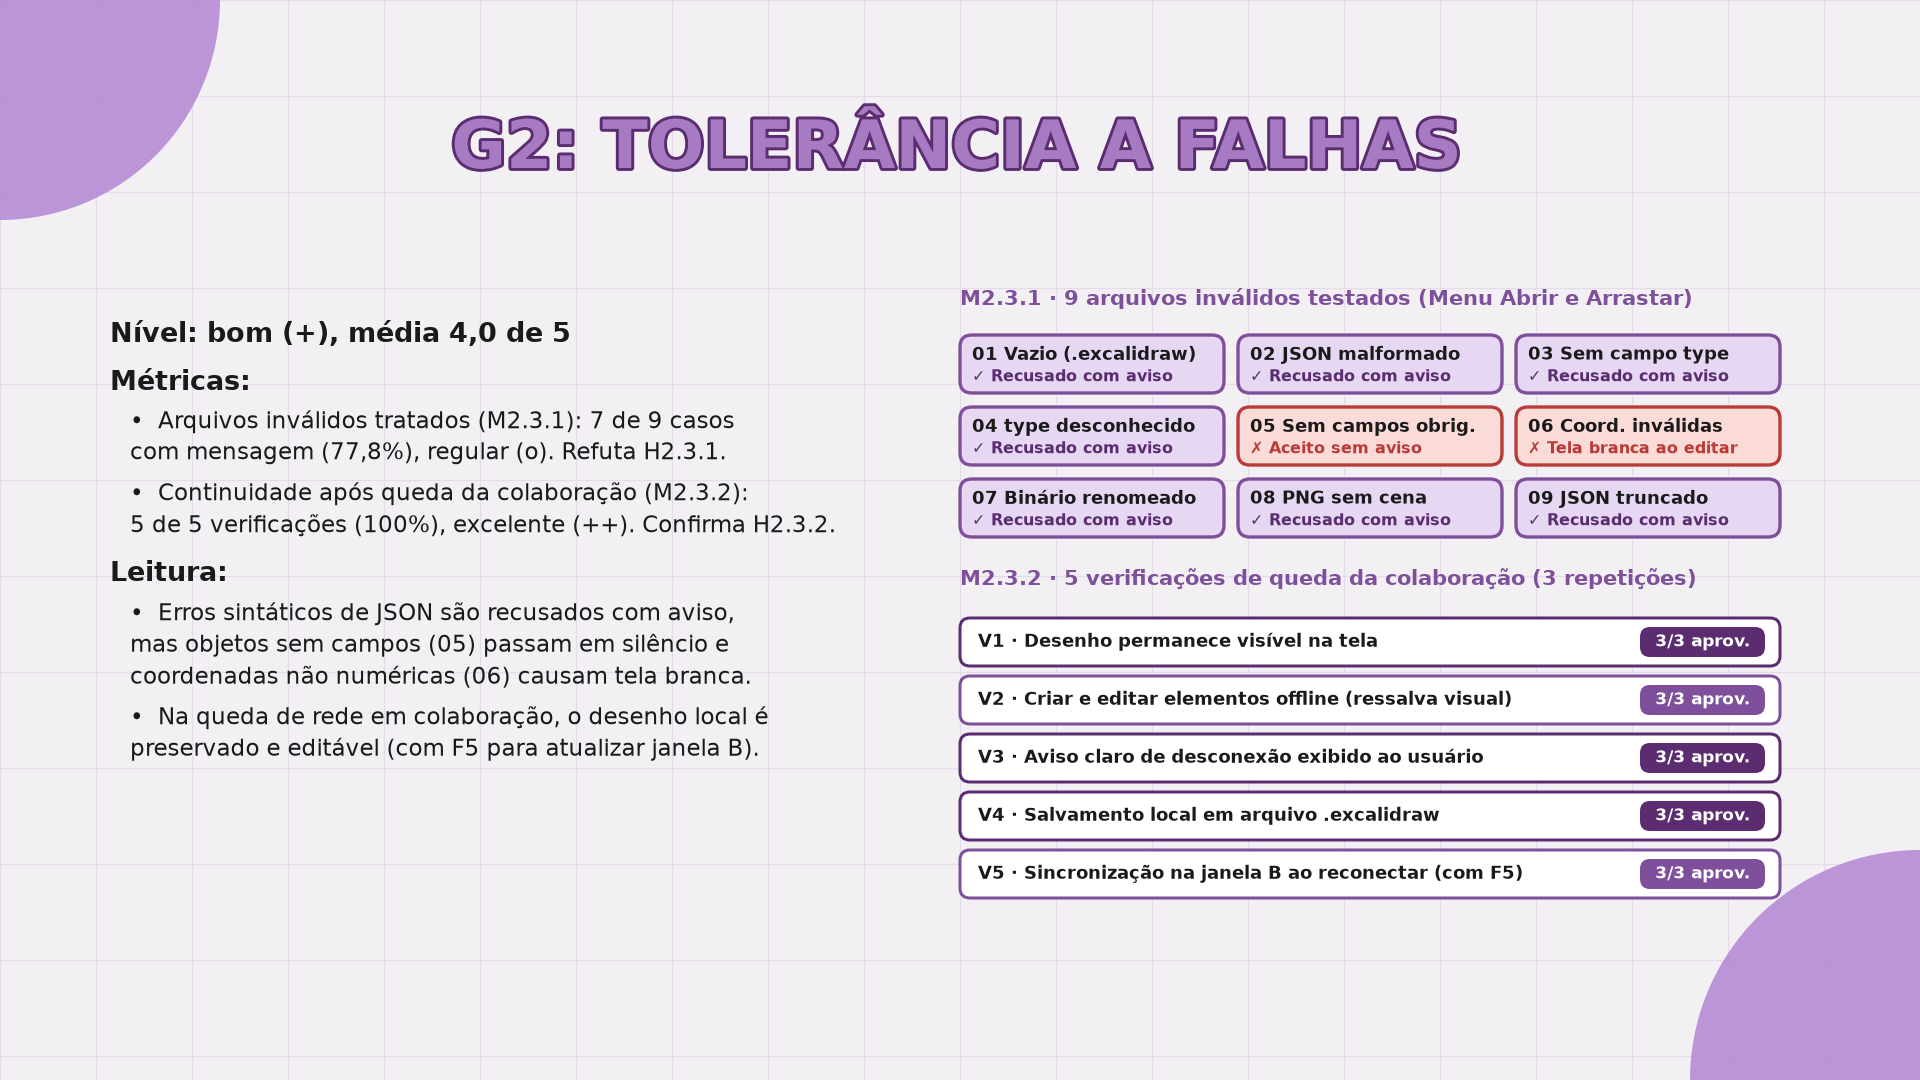 G2: TOLERÂNCIA A FALHAS
Nível: bom (+), média 4,0 de 5
Métricas:
• Arquivos inválidos tratados (M2.3.1): 7 de 9 casos
com mensagem (77,8%), regular (o). Refuta H2.3.1.
• Continuidade após queda da colaboração (M2.3.2):
5 de 5 verificações (100%), excelente (++). Confirma H2.3.2.
Leitura:
• Erros sintáticos de JSON são recusados com aviso,
mas objetos sem campos (05) passam em silêncio e
coordenadas não numéricas (06) causam tela branca.
• Na queda de rede em colaboração, o desenho local é
preservado e editável (com F5 para atualizar janela B).
M2.3.1 · 9 arquivos inválidos testados (Menu Abrir e Arrastar)
01 Vazio (.excalidraw)
✓ Recusado com aviso
02 JSON malformado
✓ Recusado com aviso
03 Sem campo type
✓ Recusado com aviso
04 type desconhecido
✓ Recusado com aviso
05 Sem campos obrig.
✗ Aceito sem aviso
06 Coord. inválidas
✗ Tela branca ao editar
07 Binário renomeado
✓ Recusado com aviso
08 PNG sem cena
✓ Recusado com aviso
09 JSON truncado
✓ Recusado com aviso
M2.3.2 · 5 verificações de queda da colaboração (3 repetições)
V1 · Desenho permanece visível na tela 3/3 aprov.
V2 · Criar e editar elementos offline (ressalva visual) 3/3 aprov.
V3 · Aviso claro de desconexão exibido ao usuário 3/3 aprov.
V4 · Salvamento local em arquivo .excalidraw 3/3 aprov.
V5 · Sincronização na janela B ao reconectar (com F5) 3/3 aprov.